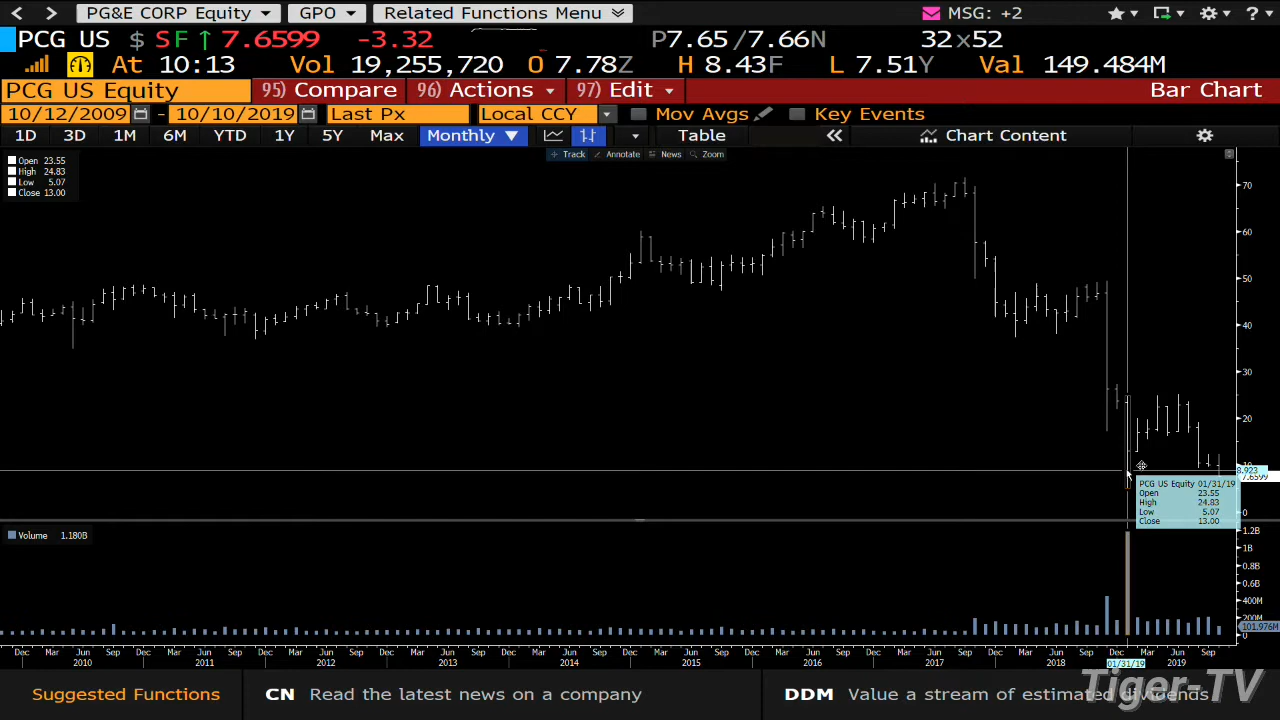 PG&E CORP Equity GPO Related Functions Menu MSG: +2
PCG US $ SF ↑ 7.6599 -3.32 P7.65/7.66N 32x52
At 10:13 Vol 19,255,720 O 7.78Z H 8.43F L 7.51Y Val 149.484M
PCG US Equity 95) Compare 96) Actions 97) Edit Bar Chart
10/12/2009 - 10/10/2019 Last Px Local CCY Mov Avgs Key Events
1D 3D 1M 6M YTD 1Y 5Y Max Monthly ▼ Table « Chart Content
Track Annotate News Zoom
Open 23.55
High 24.83
Low 5.07
Close 13.00
70
60
50
40
30
20
10
8.923
7.6599
0
PCG US Equity 01/31/19
Open 23.55
High 24.83
Low 5.07
Close 13.00
Volume 1.180B
1.2B
1B
0.8B
0.6B
400M
200M
101.976M
0
Dec Mar Jun Sep Dec Mar Jun Sep Dec Mar Jun Sep Dec Mar Jun Sep Dec Mar Jun Sep Dec Mar Jun Sep Dec Mar Jun Sep Dec Mar Jun Sep Dec Mar Jun Sep Dec Mar Jun Sep
2010 2011 2012 2013 2014 2015 2016 2017 2018 01/31/19 2019
Suggested Functions CN Read the latest news on a company DDM Value a stream of estimated dividends
Tiger-TV